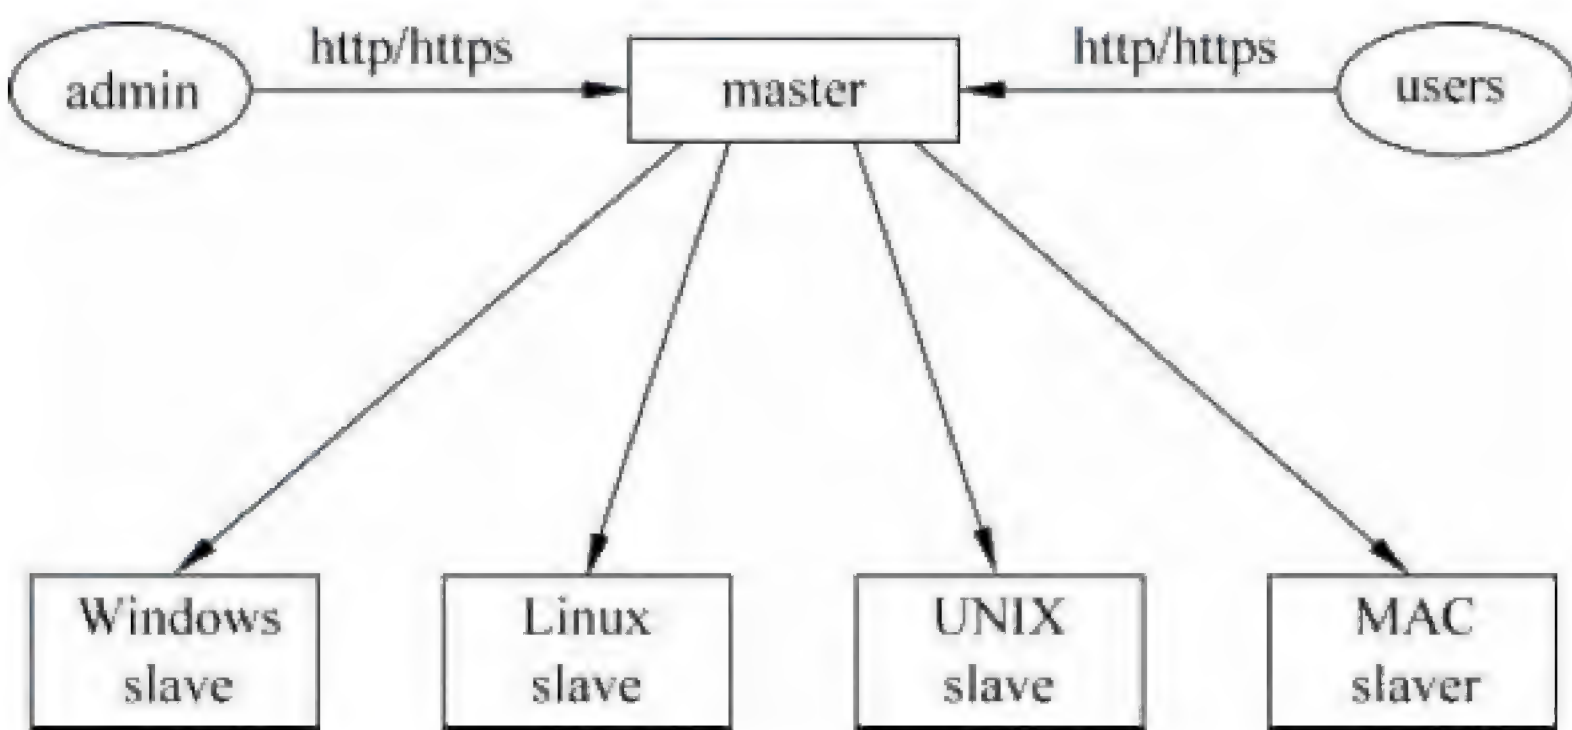 http/https
http/https
admin
master
users
Windows
slave
Linux
slave
UNIX
slave
MAC
slaver